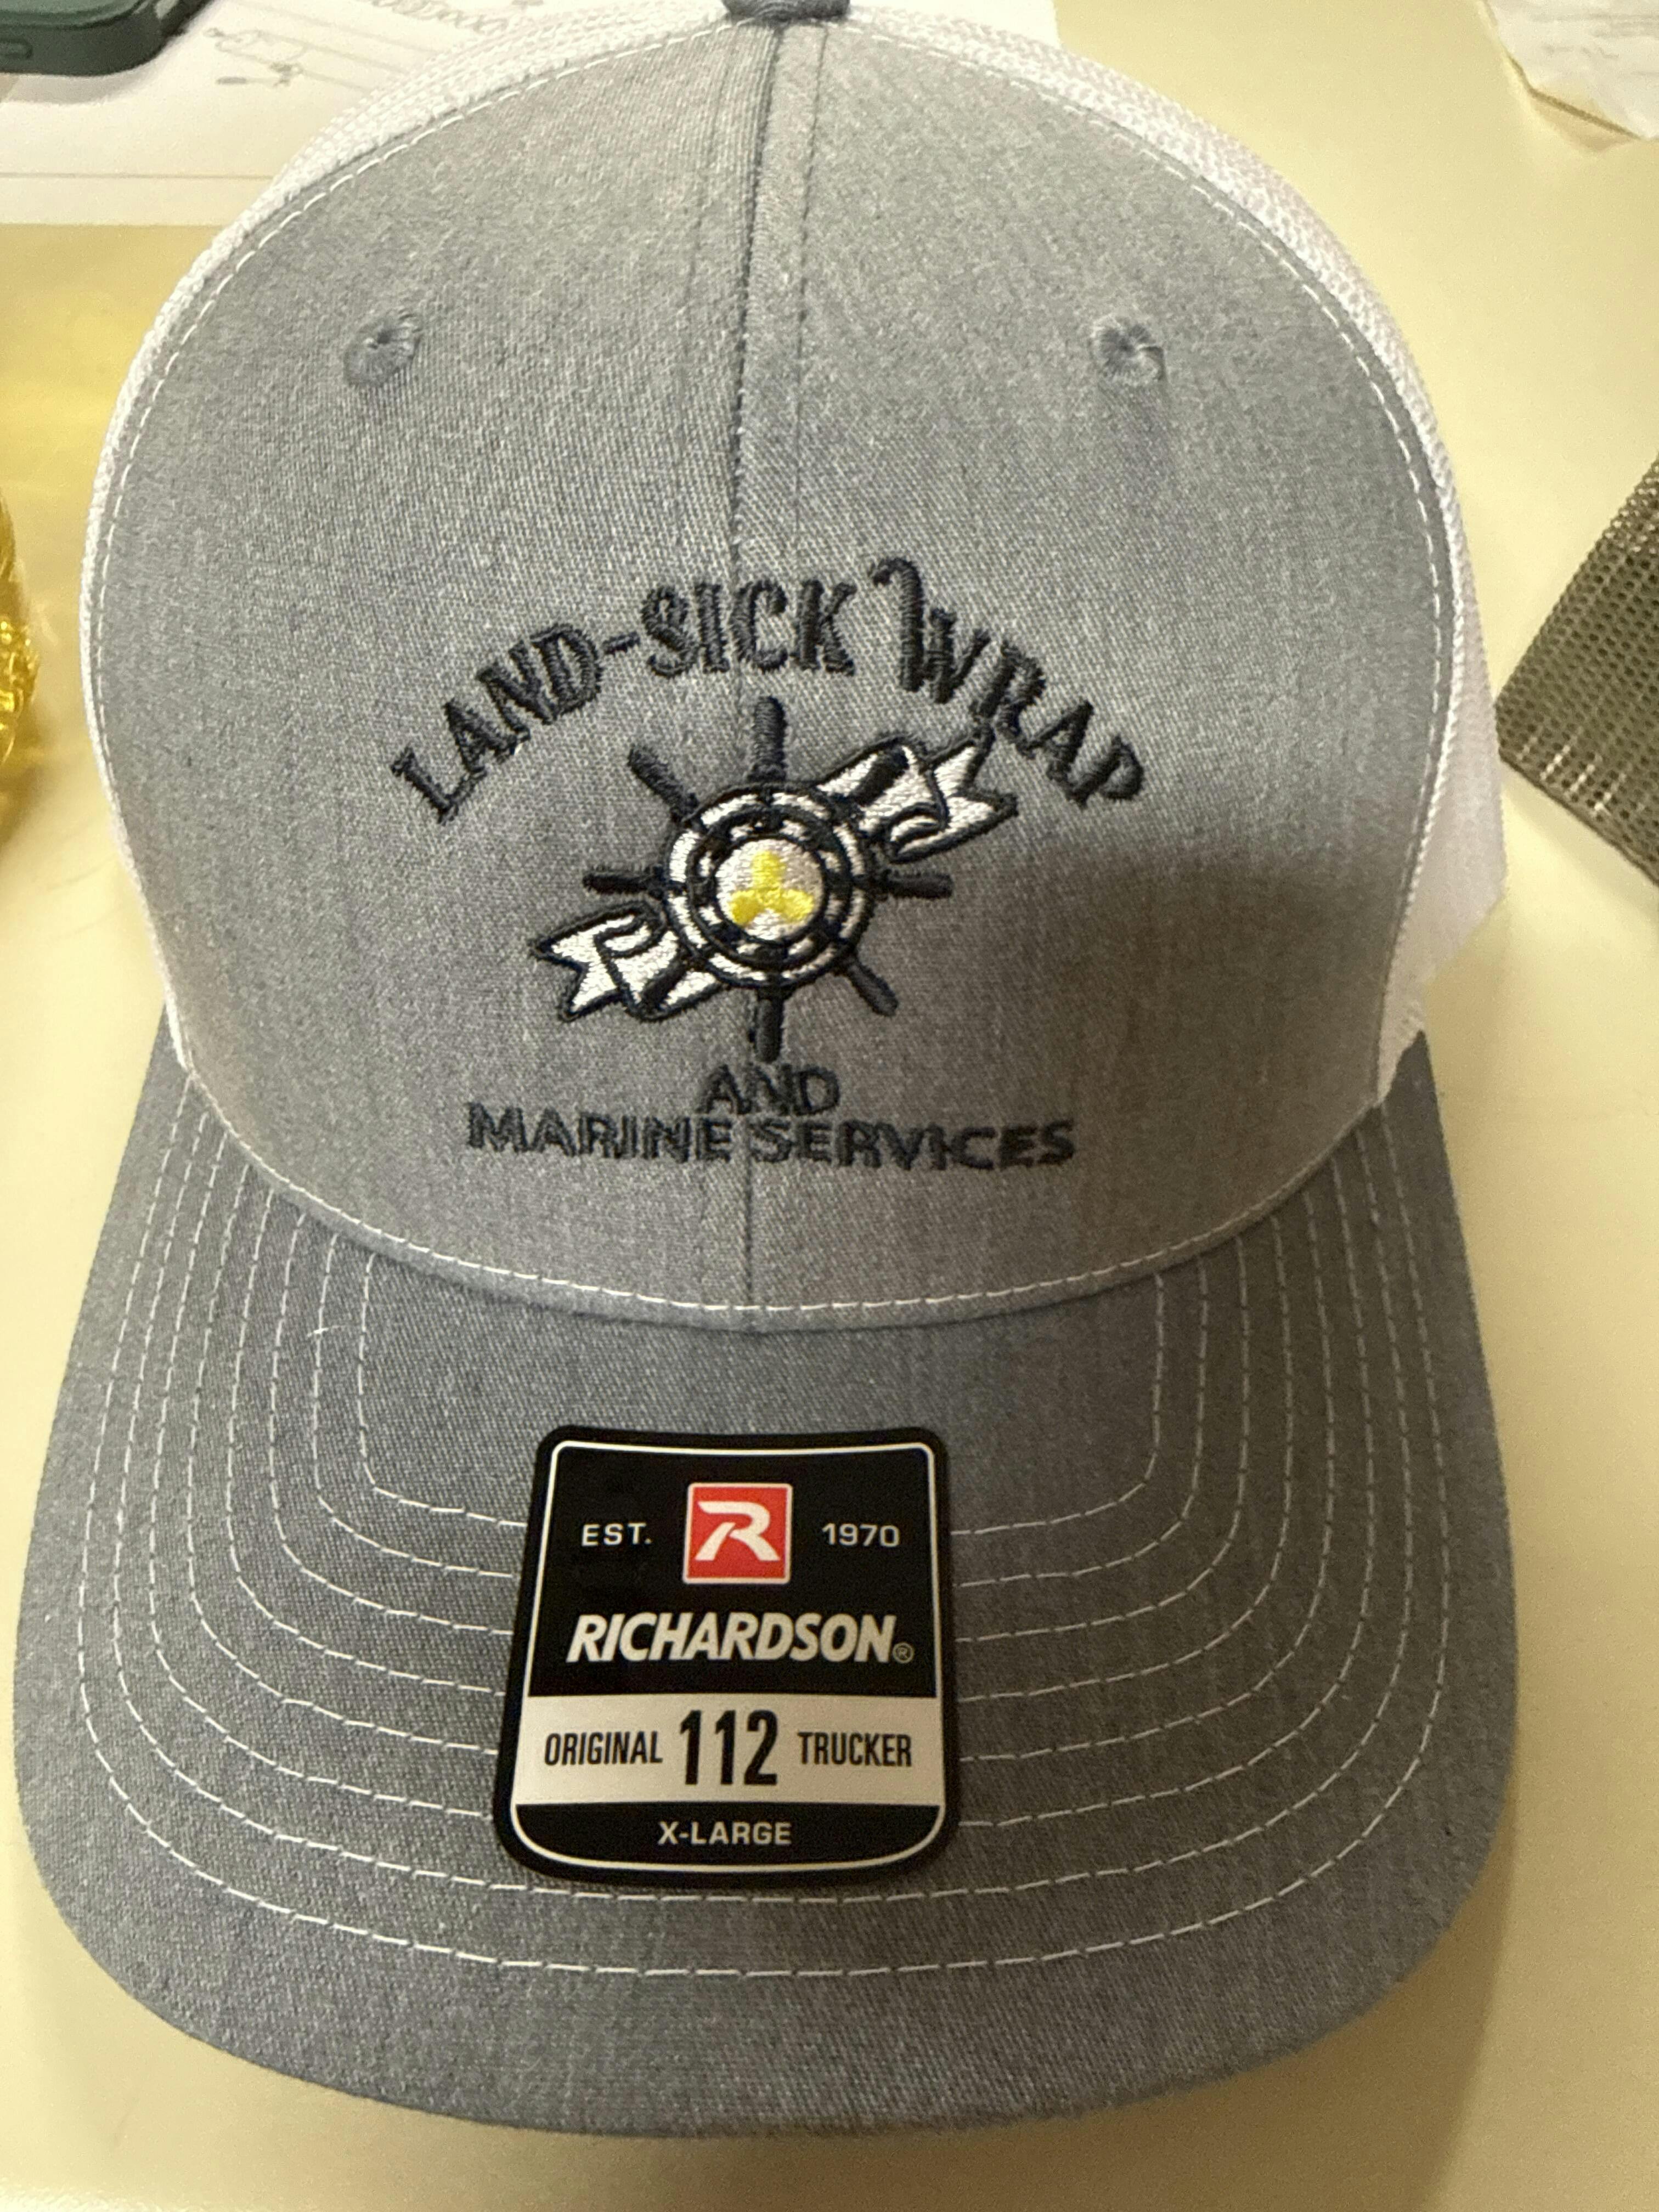 LAND-SICK WRAP
AND
MARINE SERVICES
EST. R 1970
RICHARDSON®
ORIGINAL 112 TRUCKER
X-LARGE